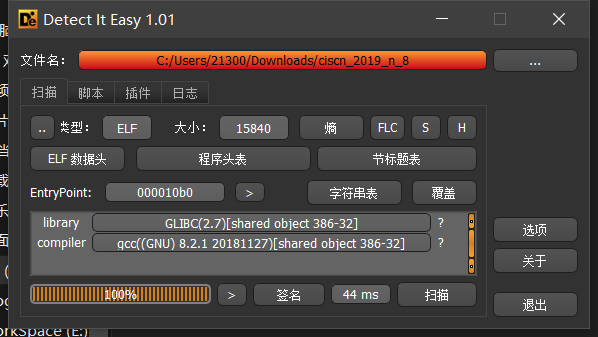 Detect It Easy 1.01
文件名： C:/Users/21300/Downloads/ciscn_2019_n_8 ...
扫描 脚本 插件 日志
.. 类型： ELF 大小： 15840 熵 FLC S H
ELF 数据头 程序头表 节标题表
EntryPoint: 000010b0 > 字符串表 覆盖
library GLIBC(2.7)[shared object 386-32] ?
compiler gcc((GNU) 8.2.1 20181127)[shared object 386-32] ?
选项
关于
100% > 签名 44 ms 扫描 退出
orkSpace (E:)